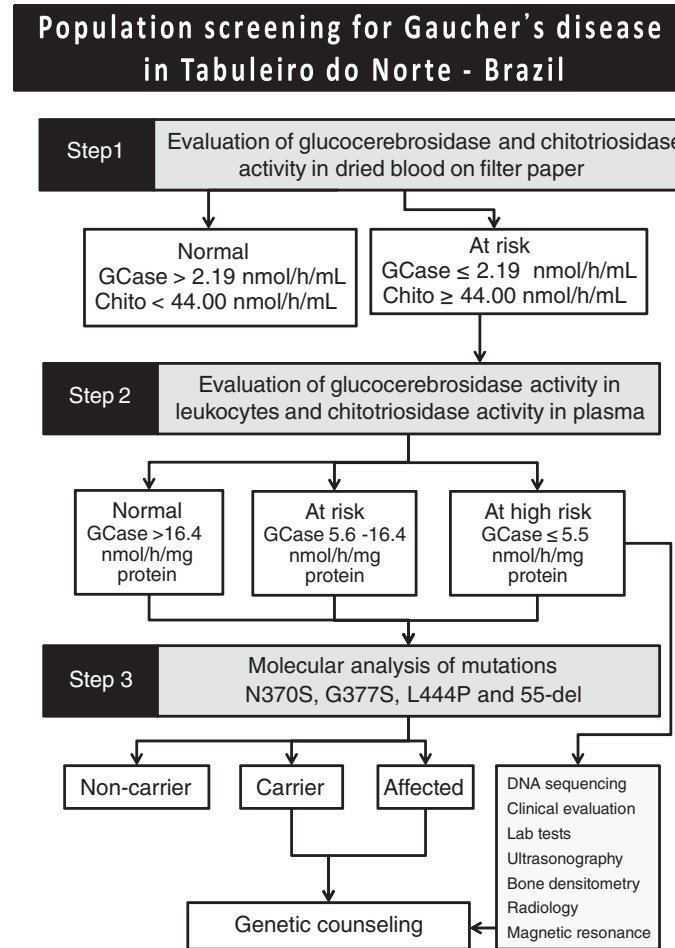 Population screening for Gaucher's disease
in Tabuleiro do Norte - Brazil
Step1
Evaluation of glucocerebrosidase and chitotriosidase
activity in dried blood on filter paper
Normal
GCase > 2.19 nmol/h/mL
Chito < 44.00 nmol/h/mL
At risk
GCase ≤ 2.19 nmol/h/mL
Chito ≥ 44.00 nmol/h/mL
Step 2
Evaluation of glucocerebrosidase activity in
leukocytes and chitotriosidase activity in plasma
Normal
GCase >16.4
nmol/h/mg
protein
At risk
GCase 5.6 -16.4
nmol/h/mg
protein
At high risk
GCase ≤ 5.5
nmol/h/mg
protein
Step 3
Molecular analysis of mutations
N370S, G377S, L444P and 55-del
Non-carrier
Carrier
Affected
DNA sequencing
Clinical evaluation
Lab tests
Ultrasonography
Bone densitometry
Radiology
Magnetic resonance
Genetic counseling